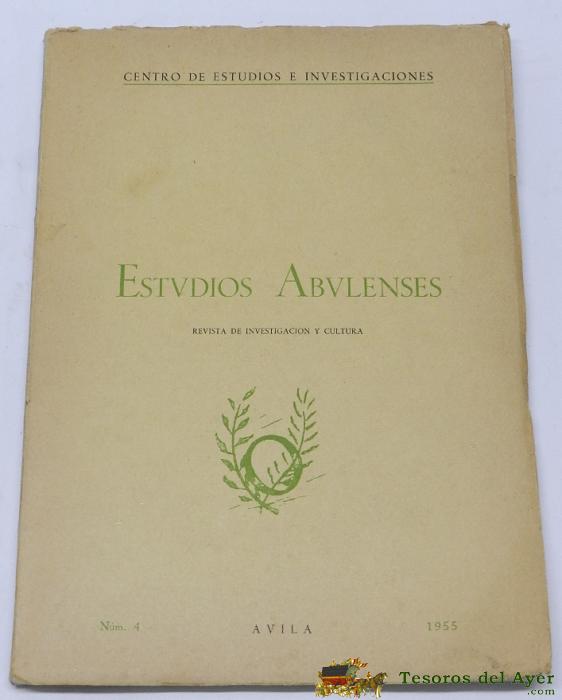 CENTRO DE ESTUDIOS E INVESTIGACIONES
ESTVDIOS ABVLENSES
REVISTA DE INVESTIGACION Y CULTURA
Núm. 4
AVILA
1955
Tesoros del Ayer
.com